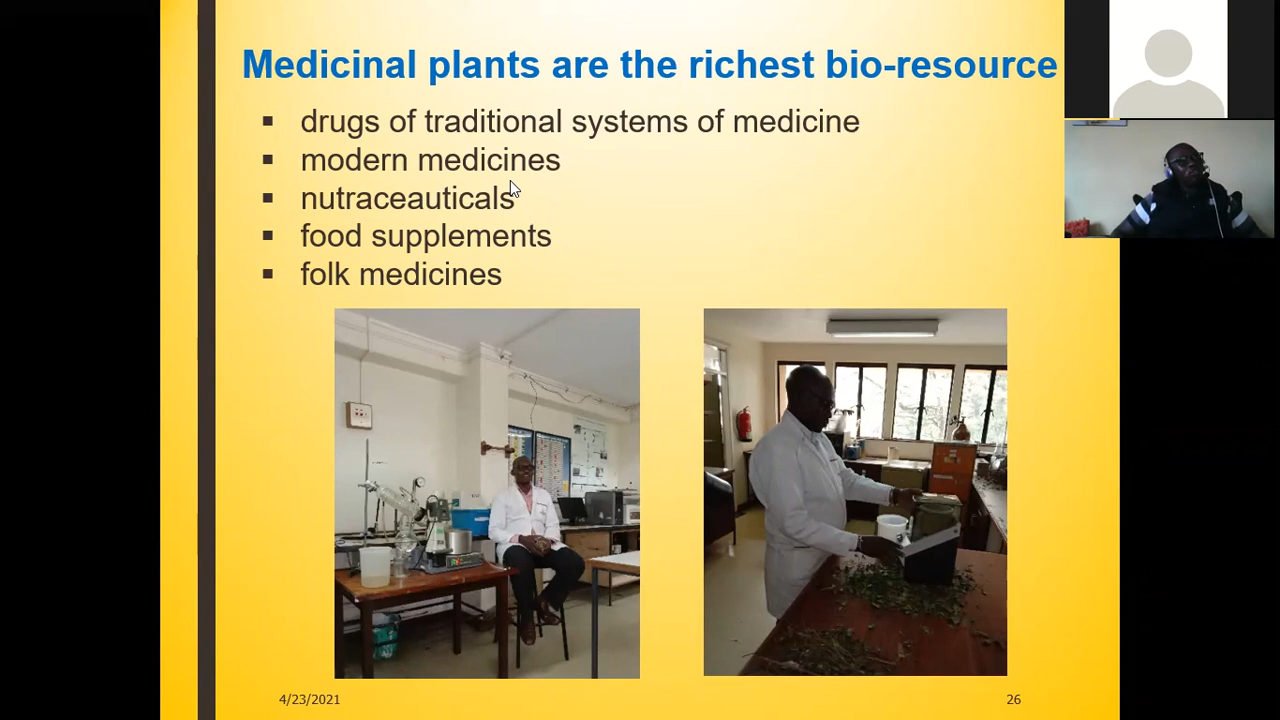 Medicinal plants are the richest bio-resource
▪ drugs of traditional systems of medicine
▪ modern medicines
▪ nutraceauticals
▪ food supplements
▪ folk medicines
4/23/2021
26